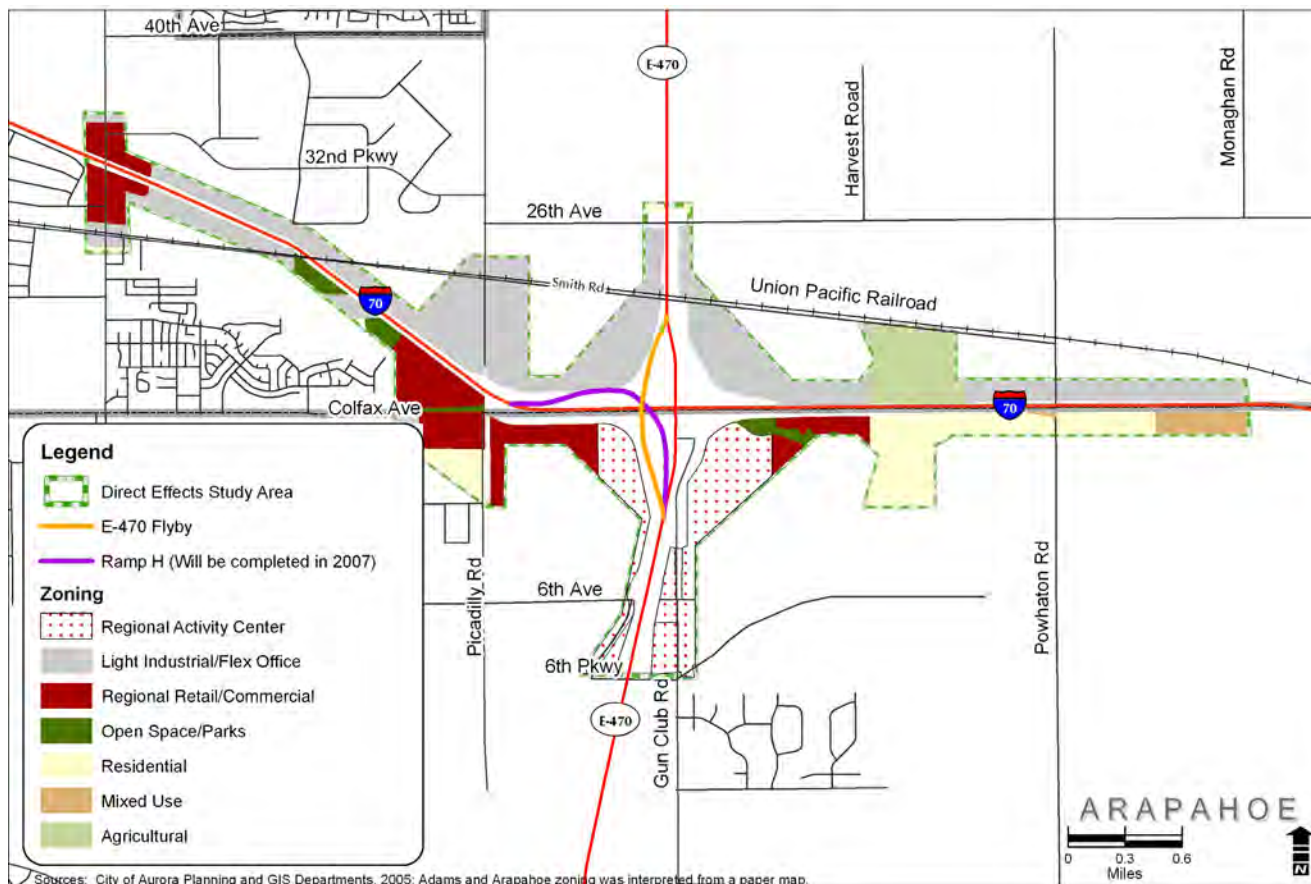 40th Ave
E-470
Harvest Road
Monaghan Rd
32nd Pkwy
26th Ave
Smith Rd
Union Pacific Railroad
70
Colfax Ave
70
Legend
Direct Effects Study Area
E-470 Flyby
Ramp H (Will be completed in 2007)
Zoning
Regional Activity Center
Light Industrial/Flex Office
Regional Retail/Commercial
Open Space/Parks
Residential
Mixed Use
Agricultural
Picadilly Rd
6th Ave
6th Pkwy
E-470
Gun Club Rd
Powhaton Rd
ARAPAHOE
0 0.3 0.6
Miles
N
Sources: City of Aurora Planning and GIS Departments, 2005; Adams and Arapahoe zoning was interpreted from a paper map.